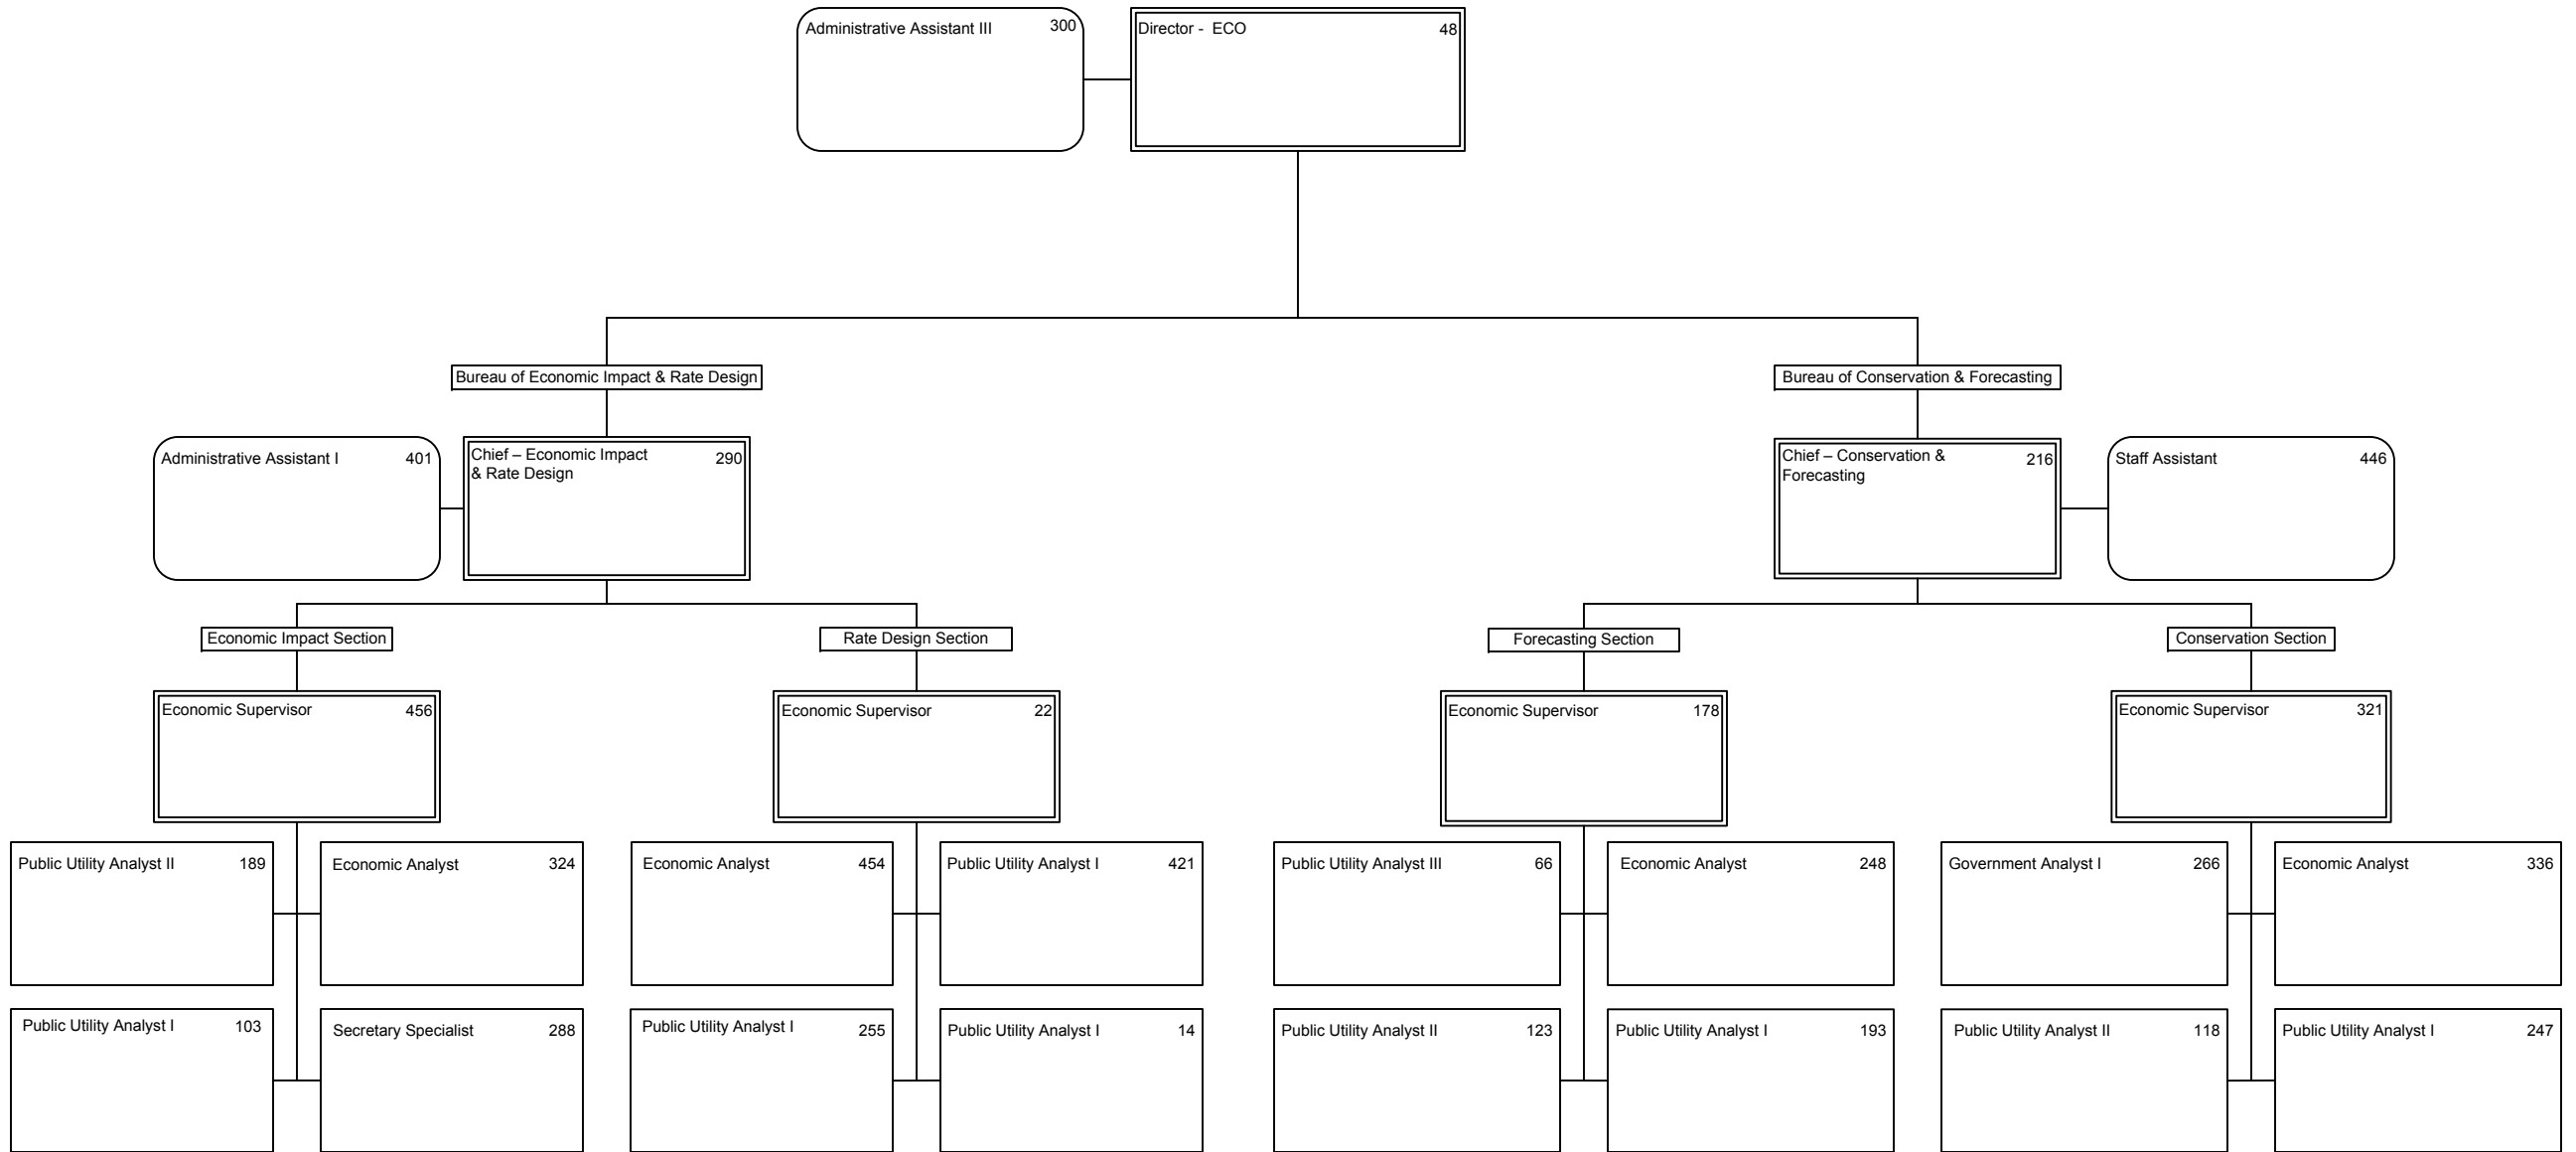 Administrative Assistant III 300
Director - ECO 48
Bureau of Economic Impact & Rate Design
Bureau of Conservation & Forecasting
Administrative Assistant I 401
Chief – Economic Impact 290
& Rate Design
Chief – Conservation & 216
Forecasting
Staff Assistant 446
Economic Impact Section
Rate Design Section
Forecasting Section
Conservation Section
Economic Supervisor 456
Economic Supervisor 22
Economic Supervisor 178
Economic Supervisor 321
Public Utility Analyst II 189
Economic Analyst 324
Economic Analyst 454
Public Utility Analyst I 421
Public Utility Analyst III 66
Economic Analyst 248
Government Analyst I 266
Economic Analyst 336
Public Utility Analyst I 103
Secretary Specialist 288
Public Utility Analyst I 255
Public Utility Analyst I 14
Public Utility Analyst II 123
Public Utility Analyst I 193
Public Utility Analyst II 118
Public Utility Analyst I 247